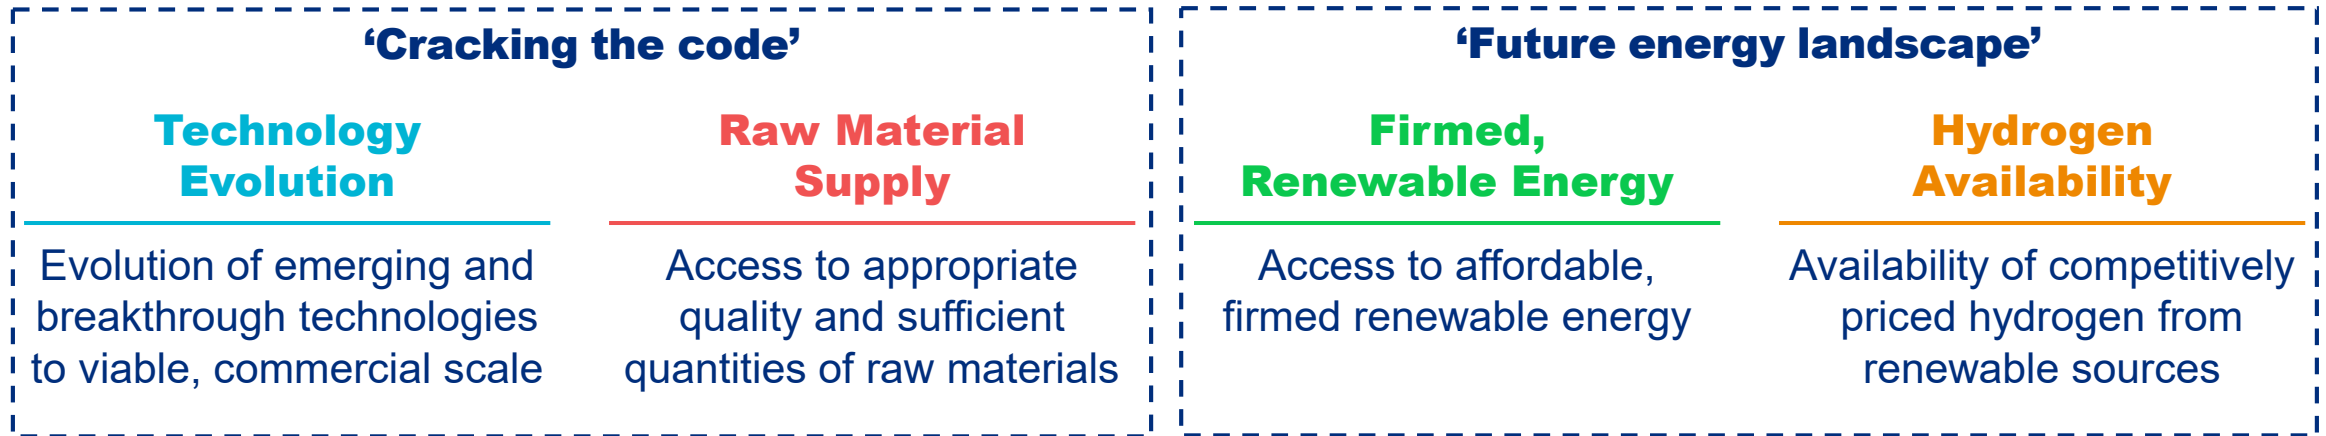 ‘Cracking the code’
Technology
Evolution
Evolution of emerging and
breakthrough technologies
to viable, commercial scale
Raw Material
Supply
Access to appropriate
quality and sufficient
quantities of raw materials
‘Future energy landscape’
Firmed,
Renewable Energy
Access to affordable,
firmed renewable energy
Hydrogen
Availability
Availability of competitively
priced hydrogen from
renewable sources